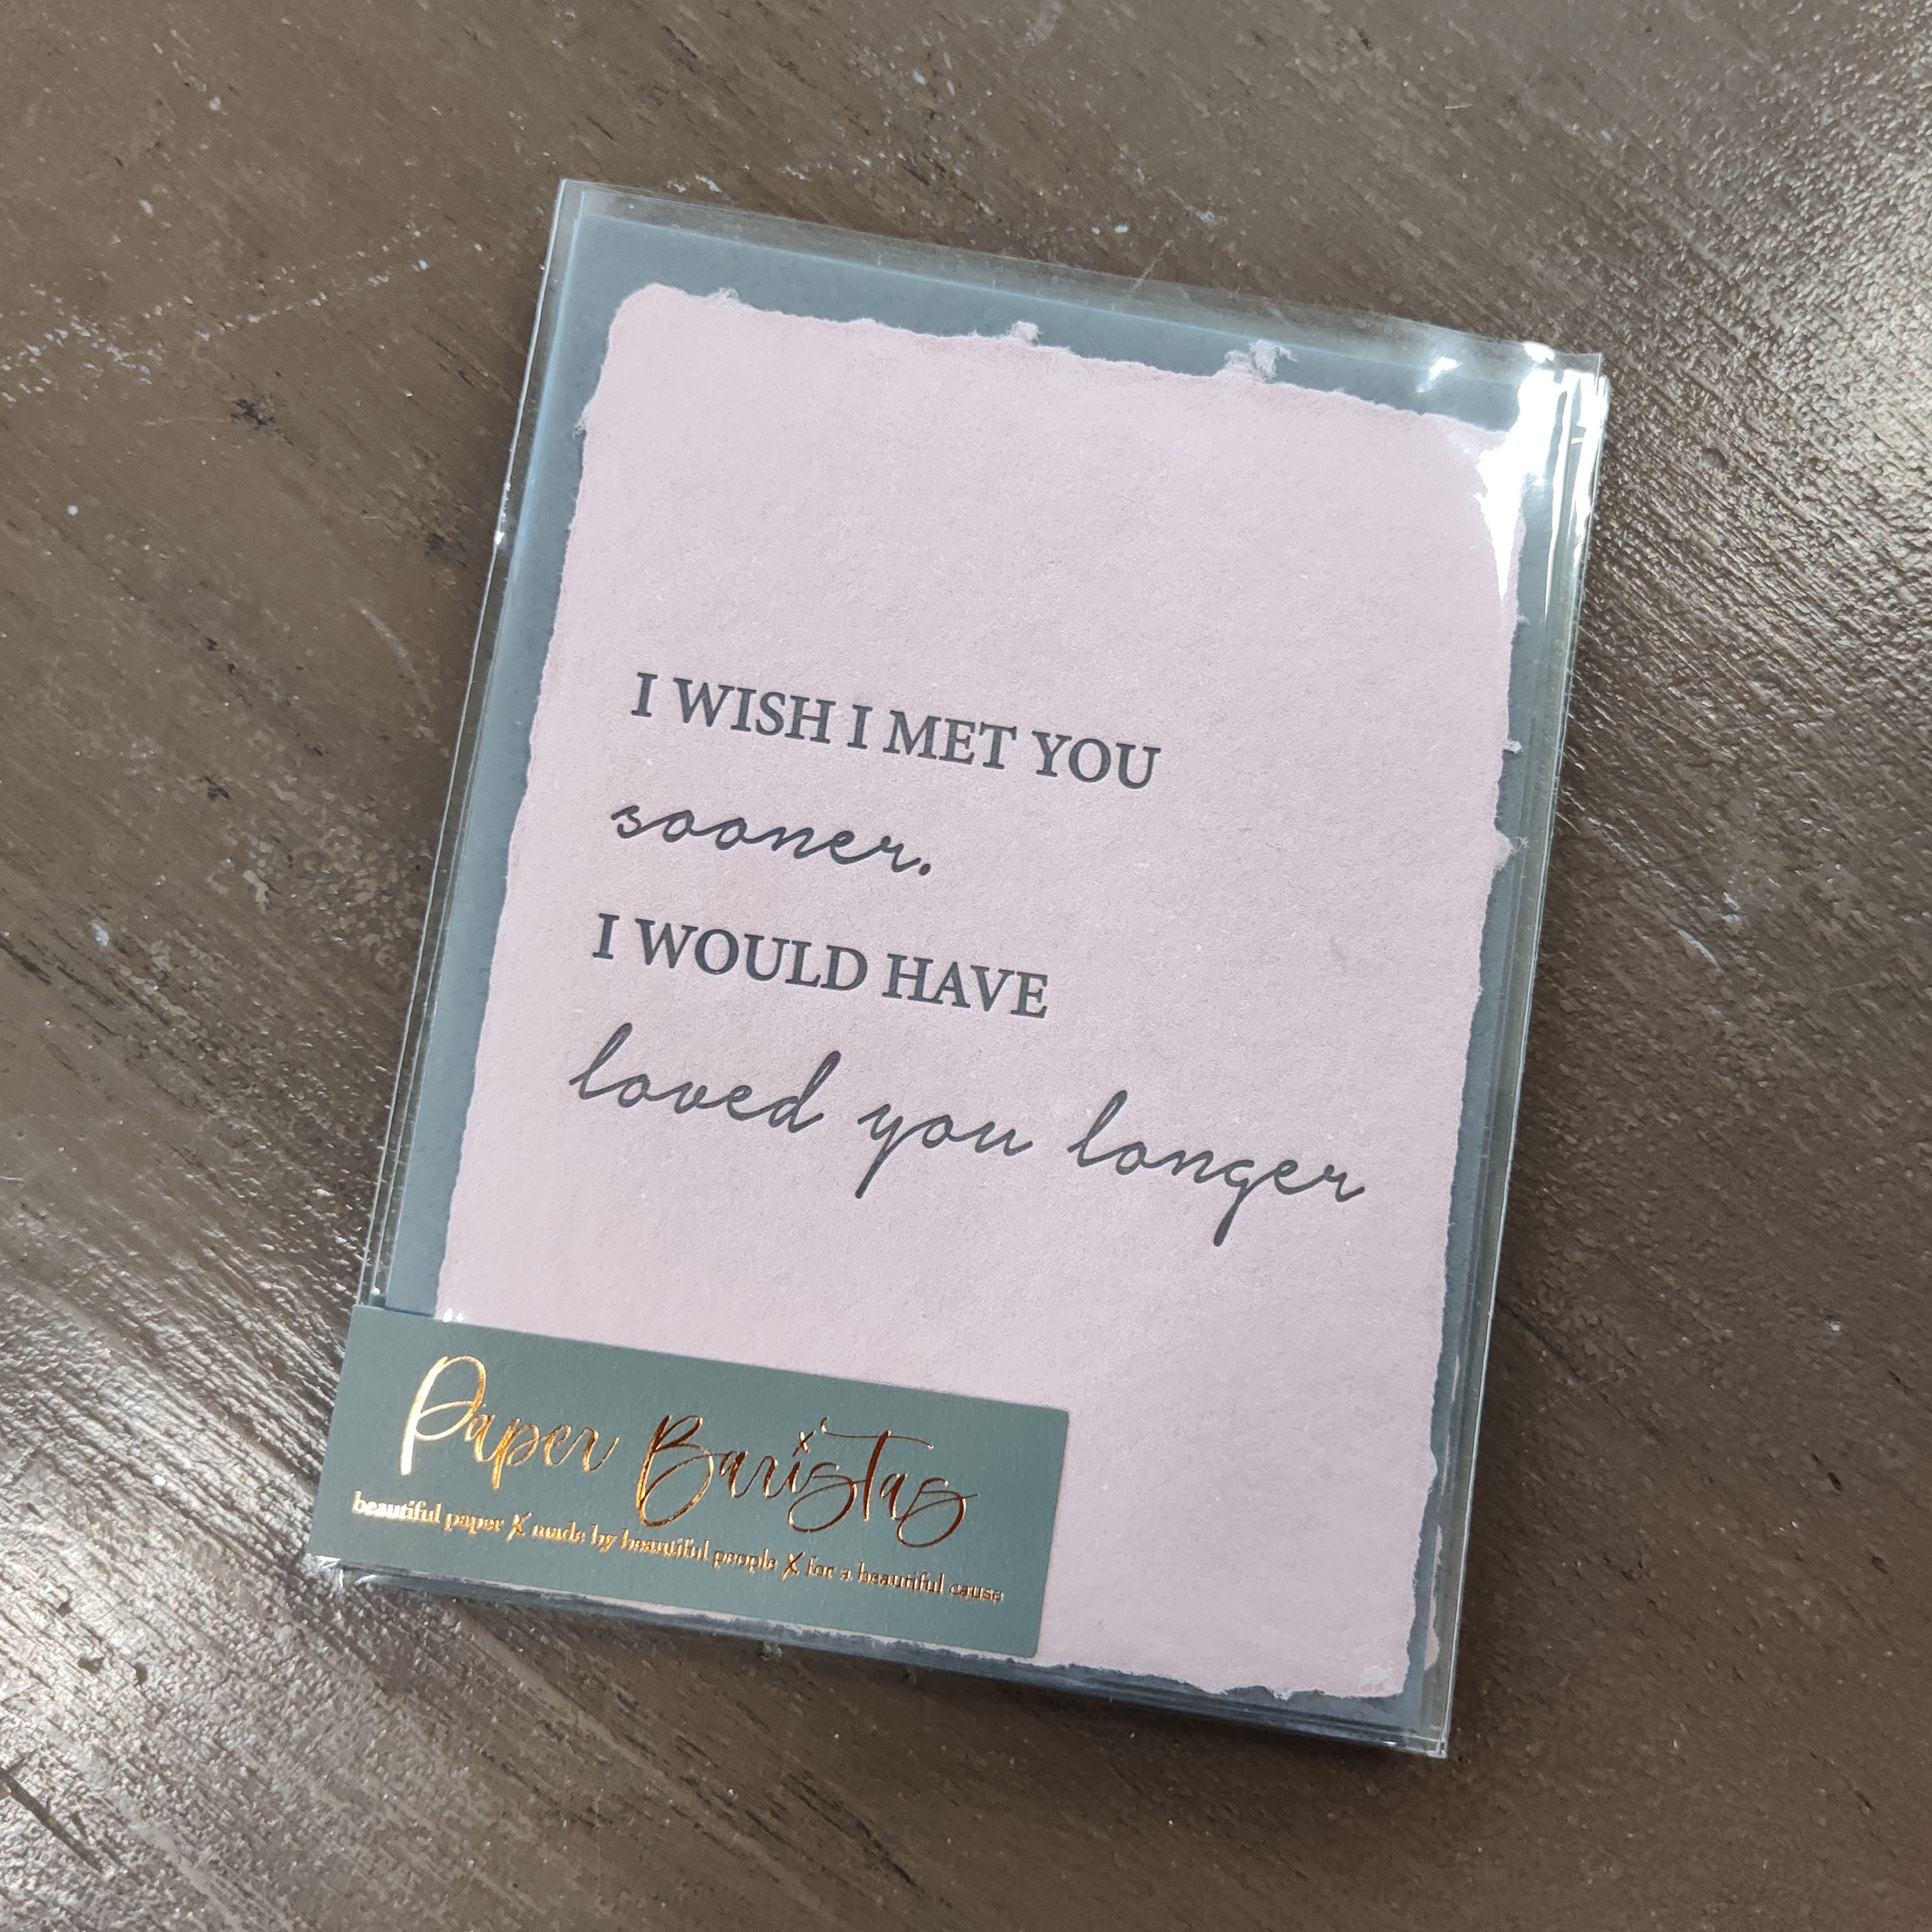 I WISH I MET YOU
sooner.
I WOULD HAVE
loved you longer
Paper Baristas
beautiful paper X made by beautiful people X for a beautiful cause